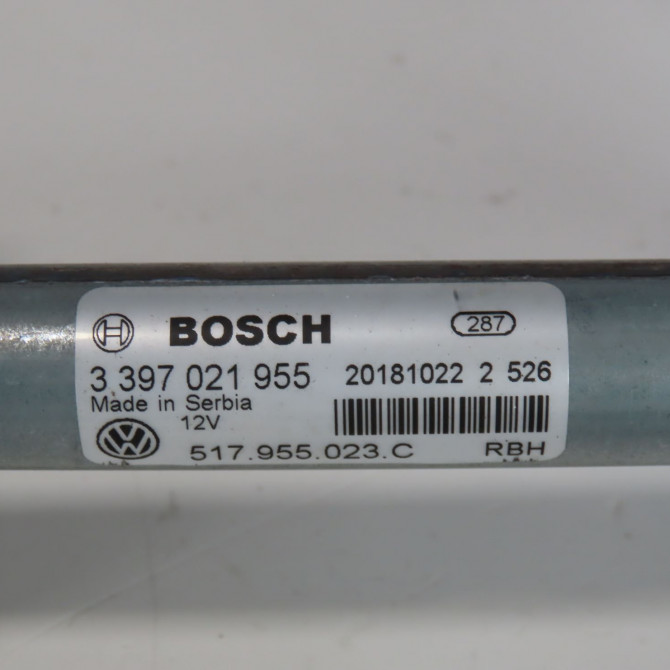 BOSCH 287
3 397 021 955 20181022 2 526
Made in Serbia
12V
517.955.023.C RBH